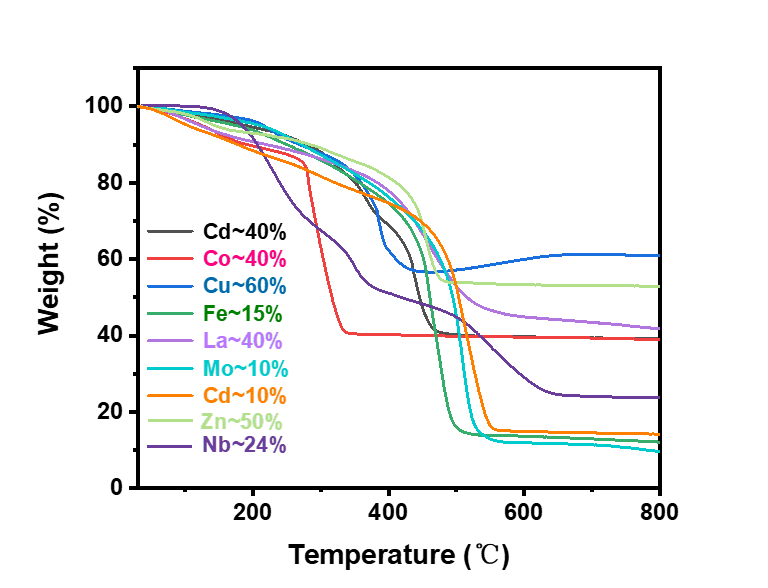 100
80
60
40
20
0
Weight (%)
Cd~40%
Co~40%
Cu~60%
Fe~15%
La~40%
Mo~10%
Cd~10%
Zn~50%
Nb~24%
200
400
600
800
Temperature (℃)